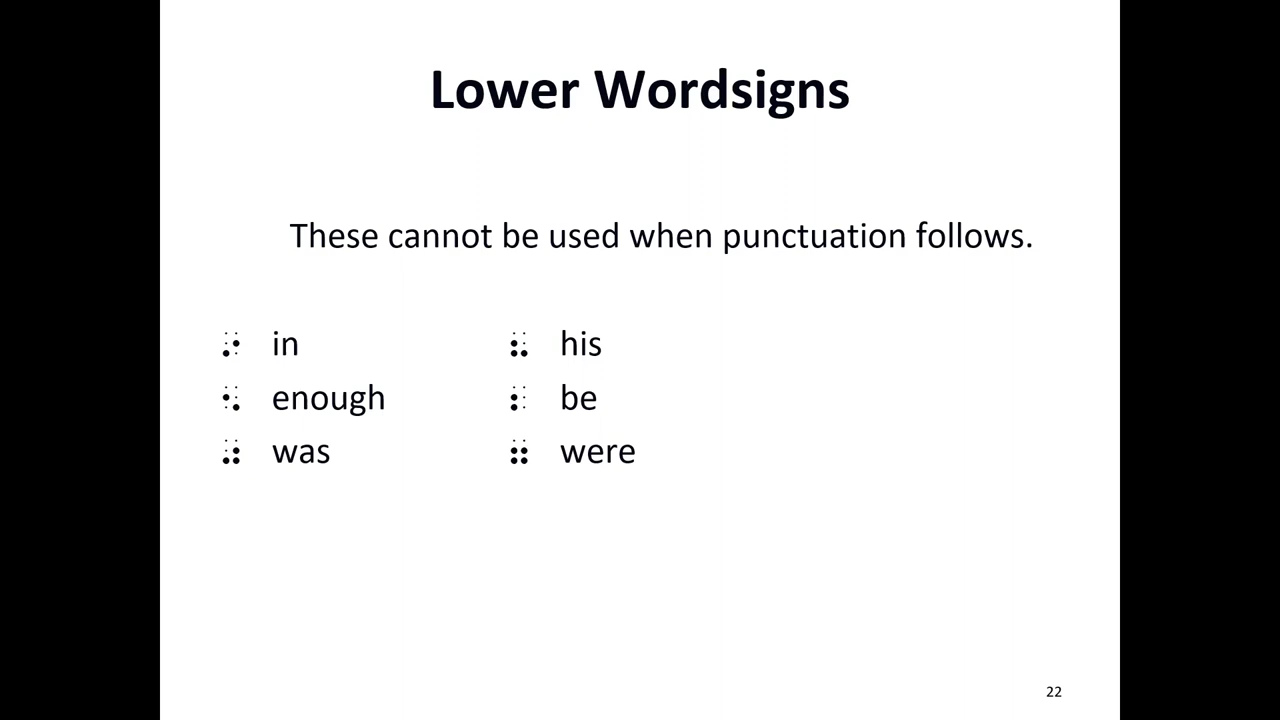 Lower Wordsigns
These cannot be used when punctuation follows.
⠔ in ⠦ his
⠢ enough ⠆ be
⠴ was ⠶ were
22